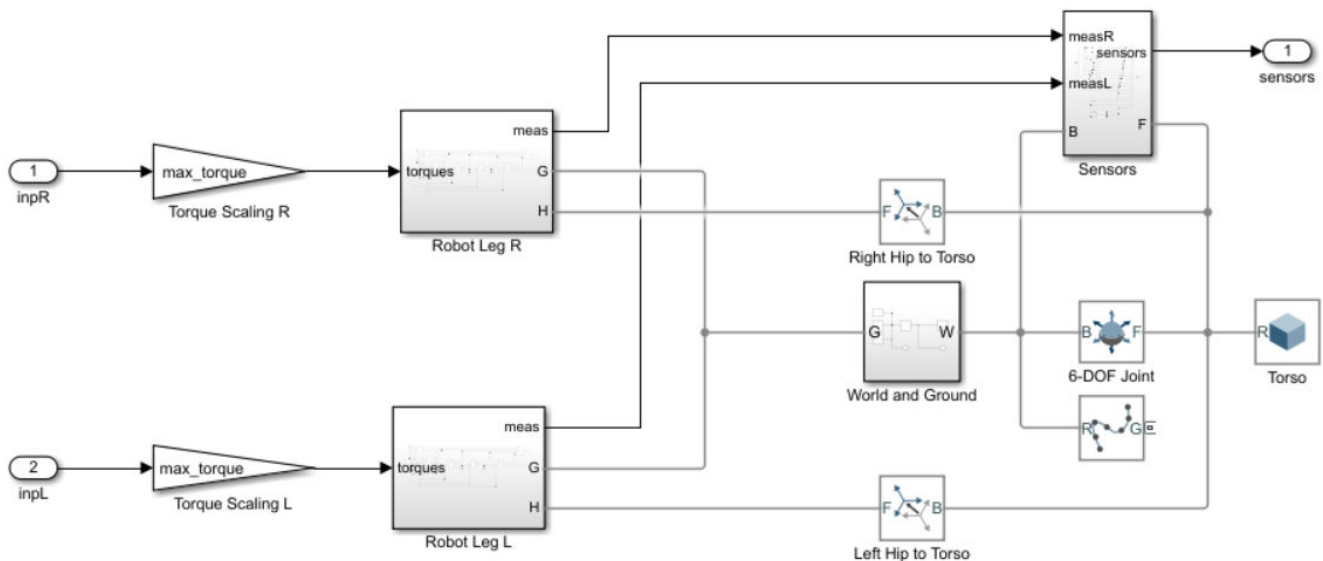 measR
sensors
measL
B
F
Sensors
1
sensors
1
inpR
max_torque
Torque Scaling R
meas
torques
G
H
Robot Leg R
F
B
Right Hip to Torso
G
W
World and Ground
B
F
6-DOF Joint
R
Torso
R
G
2
inpL
max_torque
Torque Scaling L
meas
torques
G
H
Robot Leg L
F
B
Left Hip to Torso